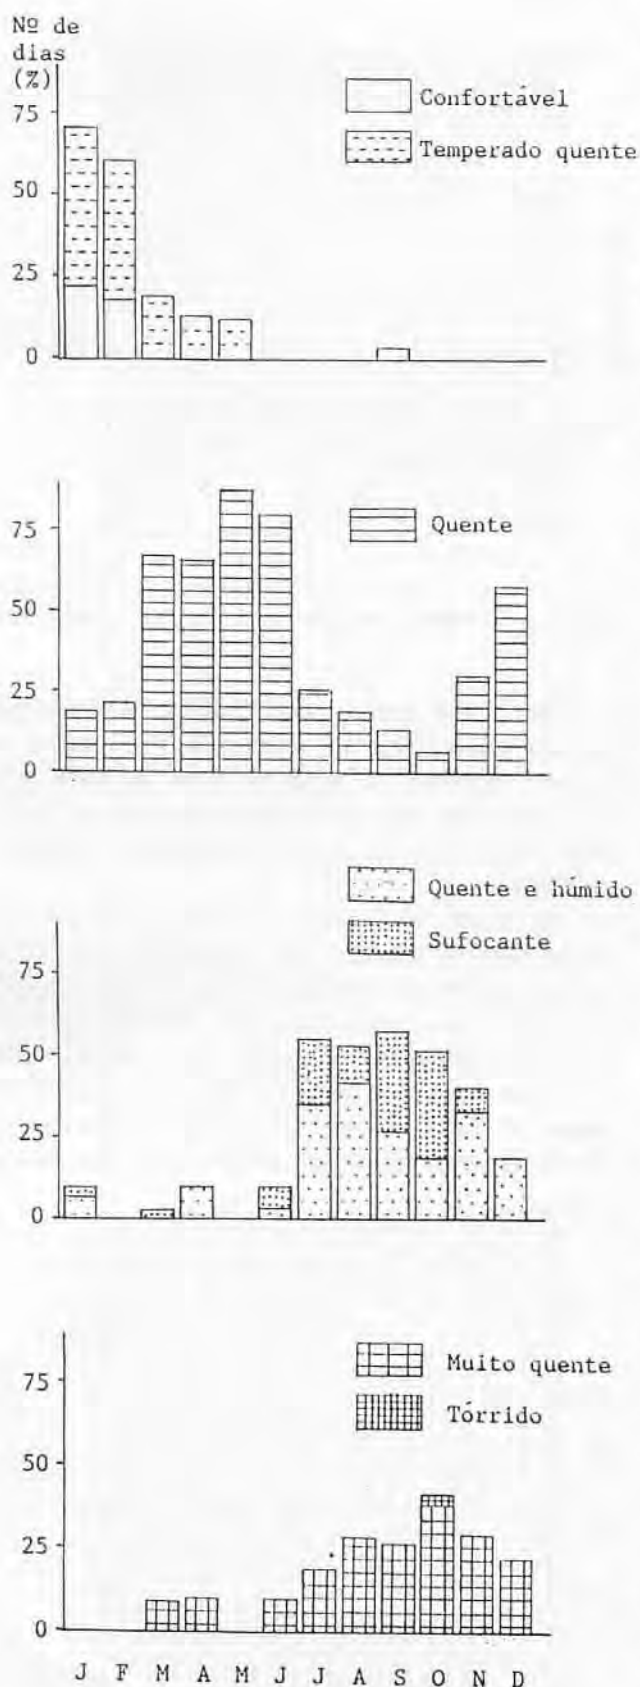 Nº de
dias
(%)
75
50
25
0
Confortável
Temperado quente
75
50
25
0
Quente
75
50
25
0
Quente e húmido
Sufocante
75
50
25
0
Muito quente
Tórrido
J F M A M J J A S O N D